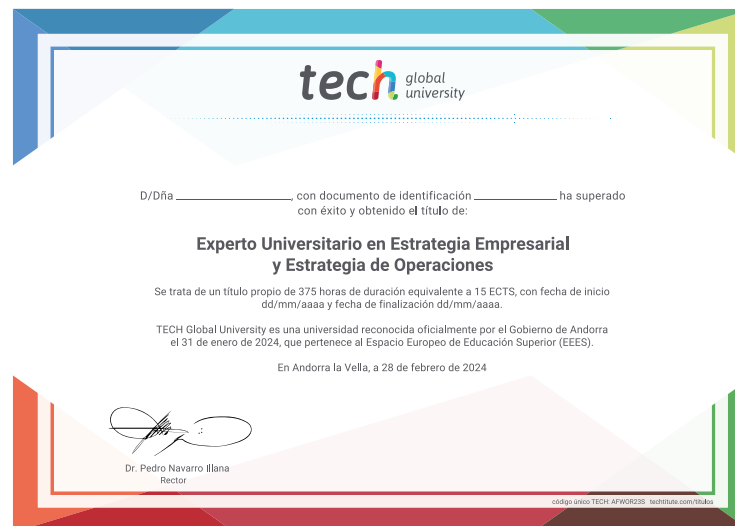 tech global
university
D/Dña ______________, con documento de identificación __________ ha superado
con éxito y obtenido el título de:
Experto Universitario en Estrategia Empresarial
y Estrategia de Operaciones
Se trata de un título propio de 375 horas de duración equivalente a 15 ECTS, con fecha de inicio
dd/mm/aaaa y fecha de finalización dd/mm/aaaa.
TECH Global University es una universidad reconocida oficialmente por el Gobierno de Andorra
el 31 de enero de 2024, que pertenece al Espacio Europeo de Educación Superior (EEES).
En Andorra la Vella, a 28 de febrero de 2024
Dr. Pedro Navarro Illana
Rector
código único TECH: AFWOR23S techtitute.com/titulos